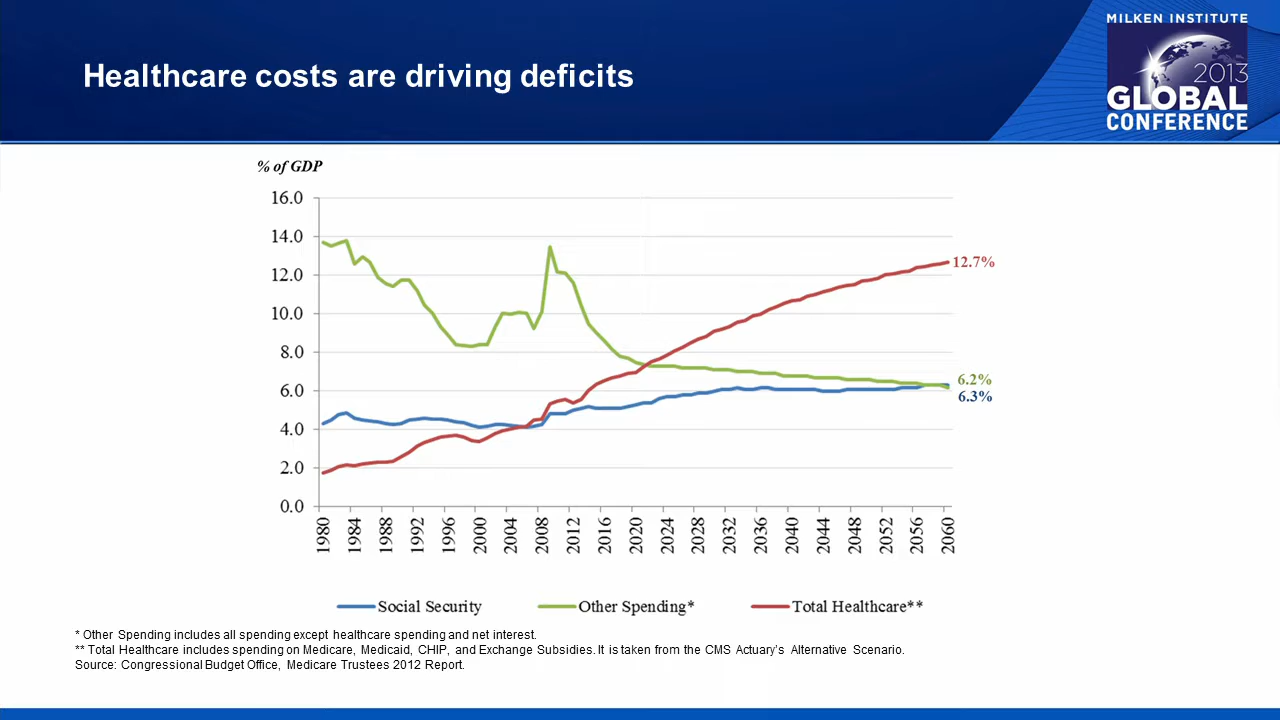 MILKEN INSTITUTE
2013
GLOBAL
CONFERENCE
Healthcare costs are driving deficits
% of GDP
16.0
14.0
12.0
10.0
8.0
6.0
4.0
2.0
0.0
12.7%
6.2%
6.3%
1980 1984 1988 1992 1996 2000 2004 2008 2012 2016 2020 2024 2028 2032 2036 2040 2044 2048 2052 2056 2060
Social Security Other Spending* Total Healthcare**
* Other Spending includes all spending except healthcare spending and net interest.
** Total Healthcare includes spending on Medicare, Medicaid, CHIP, and Exchange Subsidies. It is taken from the CMS Actuary's Alternative Scenario.
Source: Congressional Budget Office, Medicare Trustees 2012 Report.